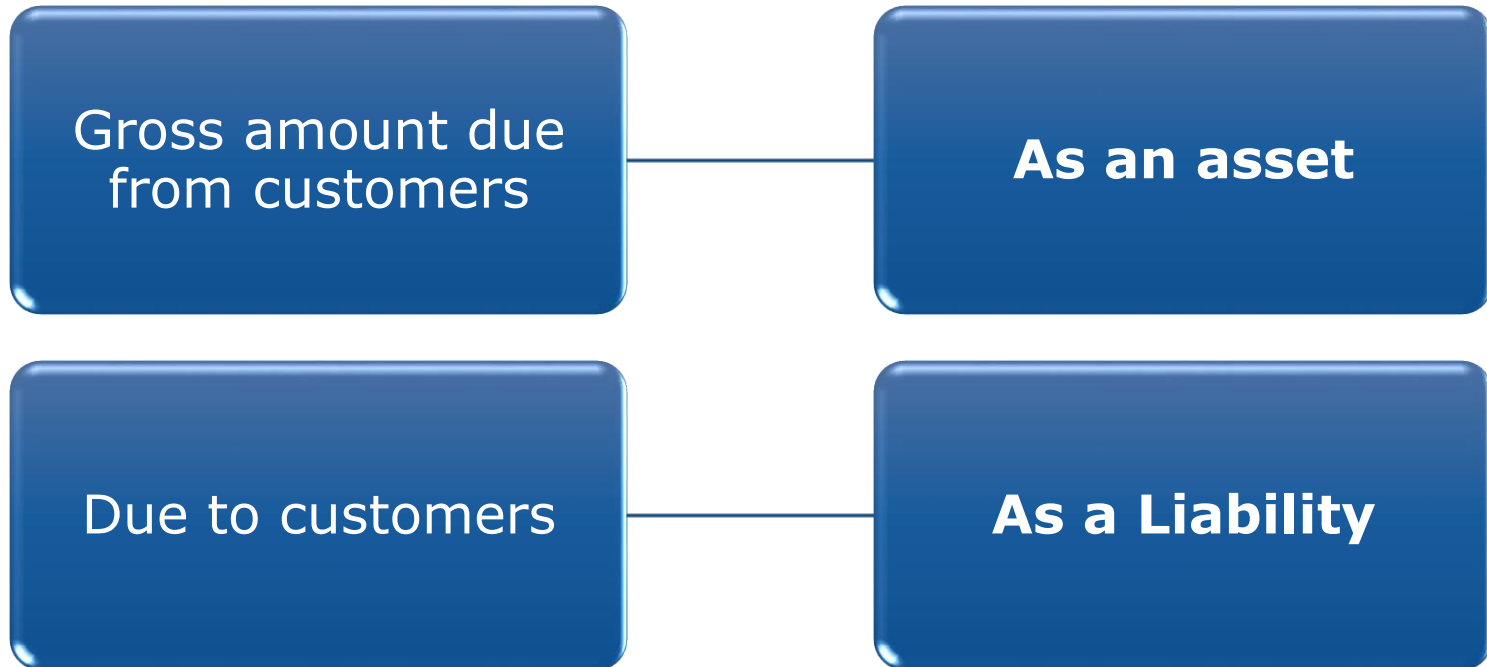 Gross amount due
from customers
As an asset
Due to customers
As a Liability